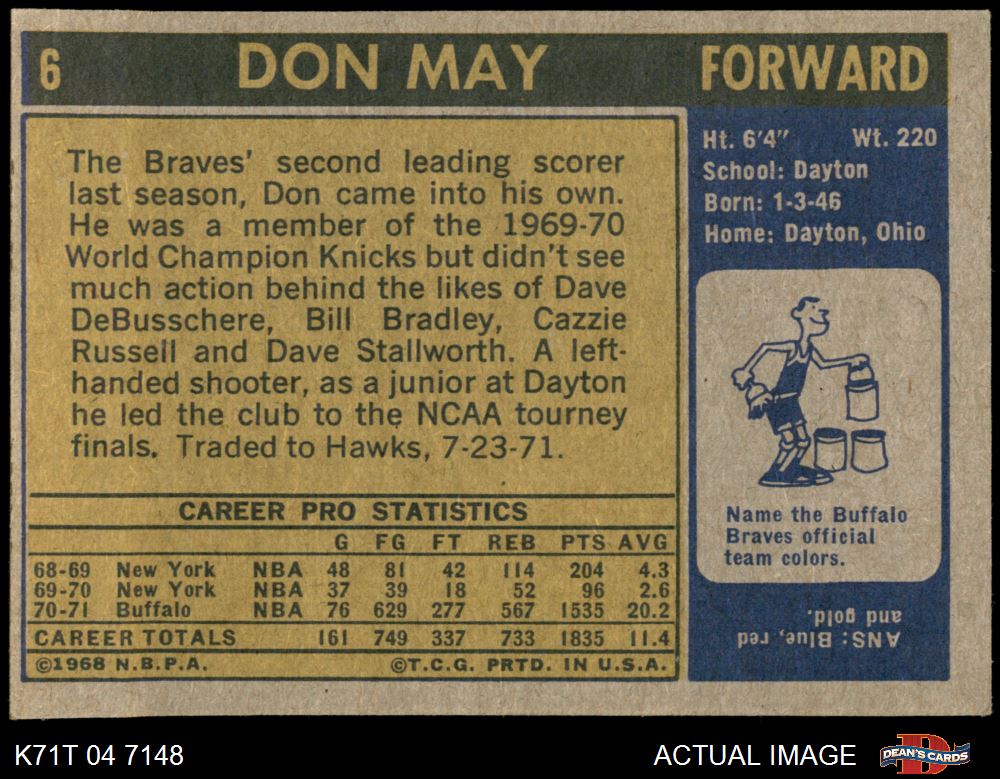 6 DON MAY FORWARD
The Braves' second leading scorer
last season, Don came into his own.
He was a member of the 1969-70
World Champion Knicks but didn't see
much action behind the likes of Dave
DeBusschere, Bill Bradley, Cazzie
Russell and Dave Stallworth. A left-
handed shooter, as a junior at Dayton
he led the club to the NCAA tourney
finals. Traded to Hawks, 7-23-71.
CAREER PRO STATISTICS
G FG FT REB PTS AVG
68-69 New York NBA 48 81 42 114 204 4.3
69-70 New York NBA 37 39 18 52 96 2.6
70-71 Buffalo NBA 76 629 277 567 1535 20.2
CAREER TOTALS 161 749 337 733 1835 11.4
©1968 N.B.P.A. ©T.C.G. PRTD. IN U.S.A.
Ht. 6'4" Wt. 220
School: Dayton
Born: 1-3-46
Home: Dayton, Ohio
Name the Buffalo
Braves official
team colors.
ANS: Blue, red
and gold.
K71T 04 7148 ACTUAL IMAGE D DEAN'S CARDS